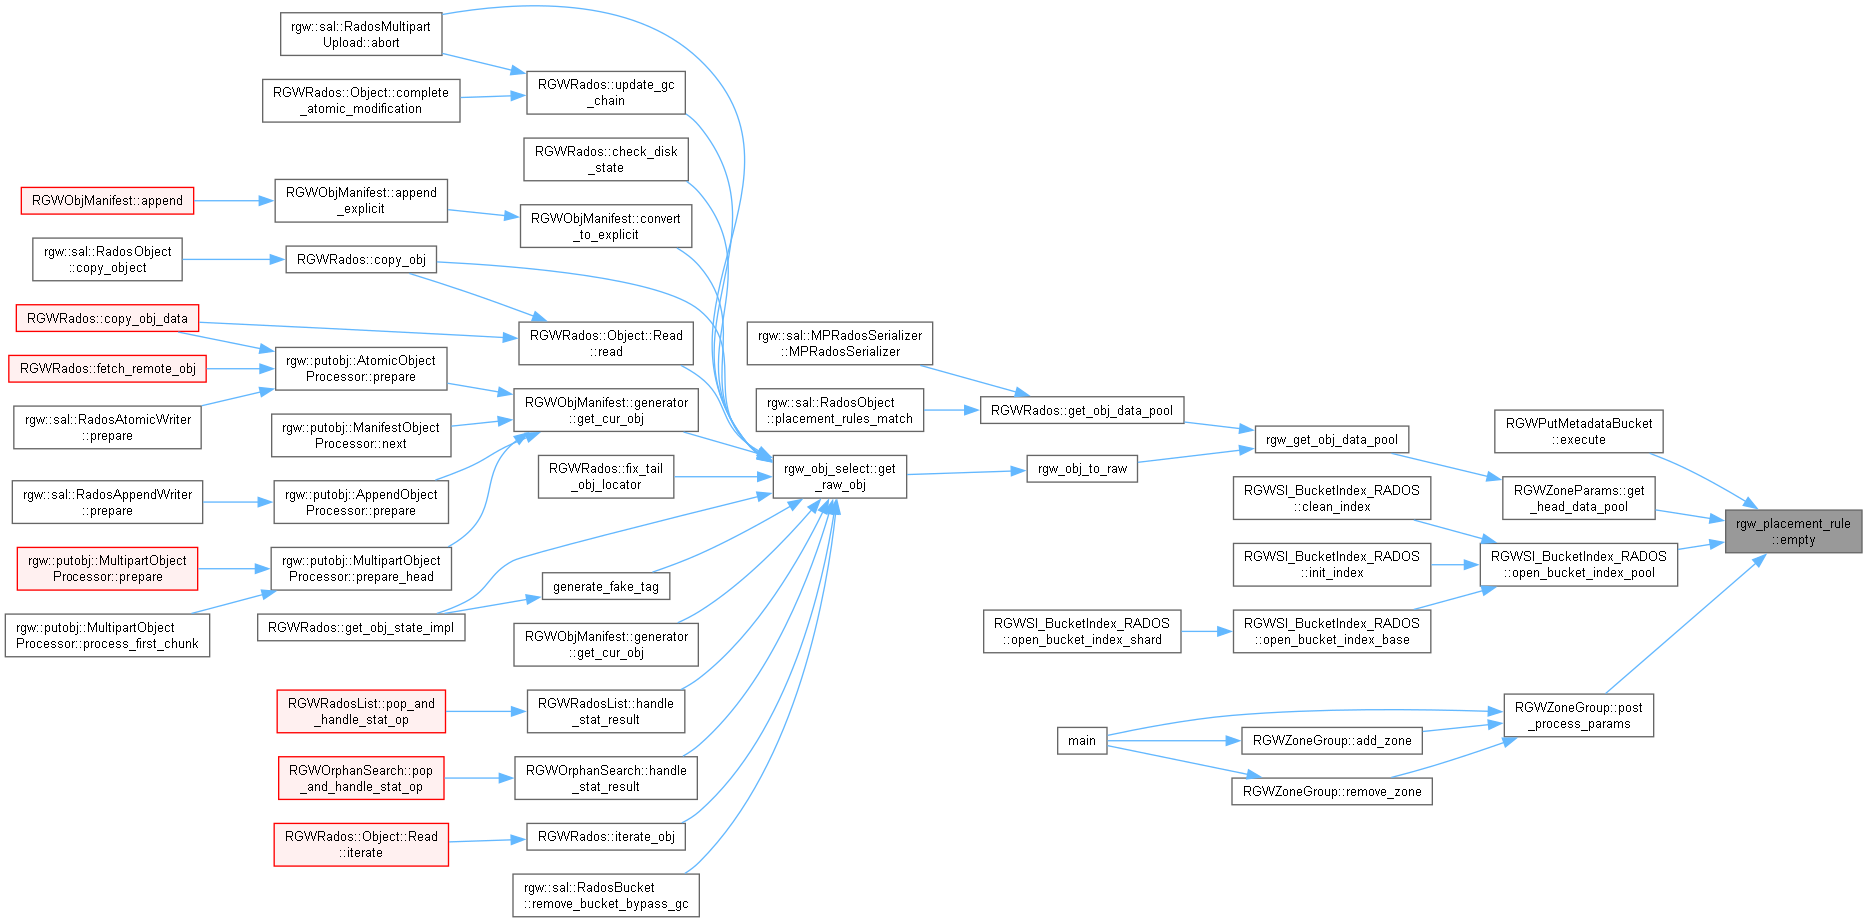 rgw::sal::RadosMultipart
Upload::abort
RGWRados::Object::complete
_atomic_modification
RGWRados::update_gc
_chain
RGWRados::check_disk
_state
RGWObjManifest::append
RGWObjManifest::append
_explicit
RGWObjManifest::convert
_to_explicit
rgw::sal::RadosObject
::copy_object
RGWRados::copy_obj
RGWRados::copy_obj_data
RGWRados::Object::Read
::read
RGWRados::fetch_remote_obj
rgw::putobj::AtomicObject
Processor::prepare
rgw::sal::RadosAtomicWriter
::prepare
RGWObjManifest::generator
::get_cur_obj
rgw::putobj::ManifestObject
Processor::next
RGWRados::fix_tail
_obj_locator
rgw::sal::RadosAppendWriter
::prepare
rgw::putobj::AppendObject
Processor::prepare
rgw::putobj::MultipartObject
Processor::prepare
rgw::putobj::MultipartObject
Processor::prepare_head
generate_fake_tag
rgw::putobj::MultipartObject
Processor::process_first_chunk
RGWRados::get_obj_state_impl
RGWObjManifest::generator
::get_cur_obj
RGWRadosList::pop_and
_handle_stat_op
RGWRadosList::handle
_stat_result
RGWOrphanSearch::pop
_and_handle_stat_op
RGWOrphanSearch::handle
_stat_result
RGWRados::Object::Read
::iterate
RGWRados::iterate_obj
rgw::sal::RadosBucket
::remove_bucket_bypass_gc
rgw::sal::MPRadosSerializer
::MPRadosSerializer
rgw::sal::RadosObject
::placement_rules_match
RGWRados::get_obj_data_pool
rgw_obj_select::get
_raw_obj
rgw_obj_to_raw
rgw_get_obj_data_pool
RGWPutMetadataBucket
::execute
RGWSI_BucketIndex_RADOS
::clean_index
RGWZoneParams::get
_head_data_pool
rgw_placement_rule
::empty
RGWSI_BucketIndex_RADOS
::init_index
RGWSI_BucketIndex_RADOS
::open_bucket_index_pool
RGWSI_BucketIndex_RADOS
::open_bucket_index_shard
RGWSI_BucketIndex_RADOS
::open_bucket_index_base
RGWZoneGroup::post
_process_params
main
RGWZoneGroup::add_zone
RGWZoneGroup::remove_zone